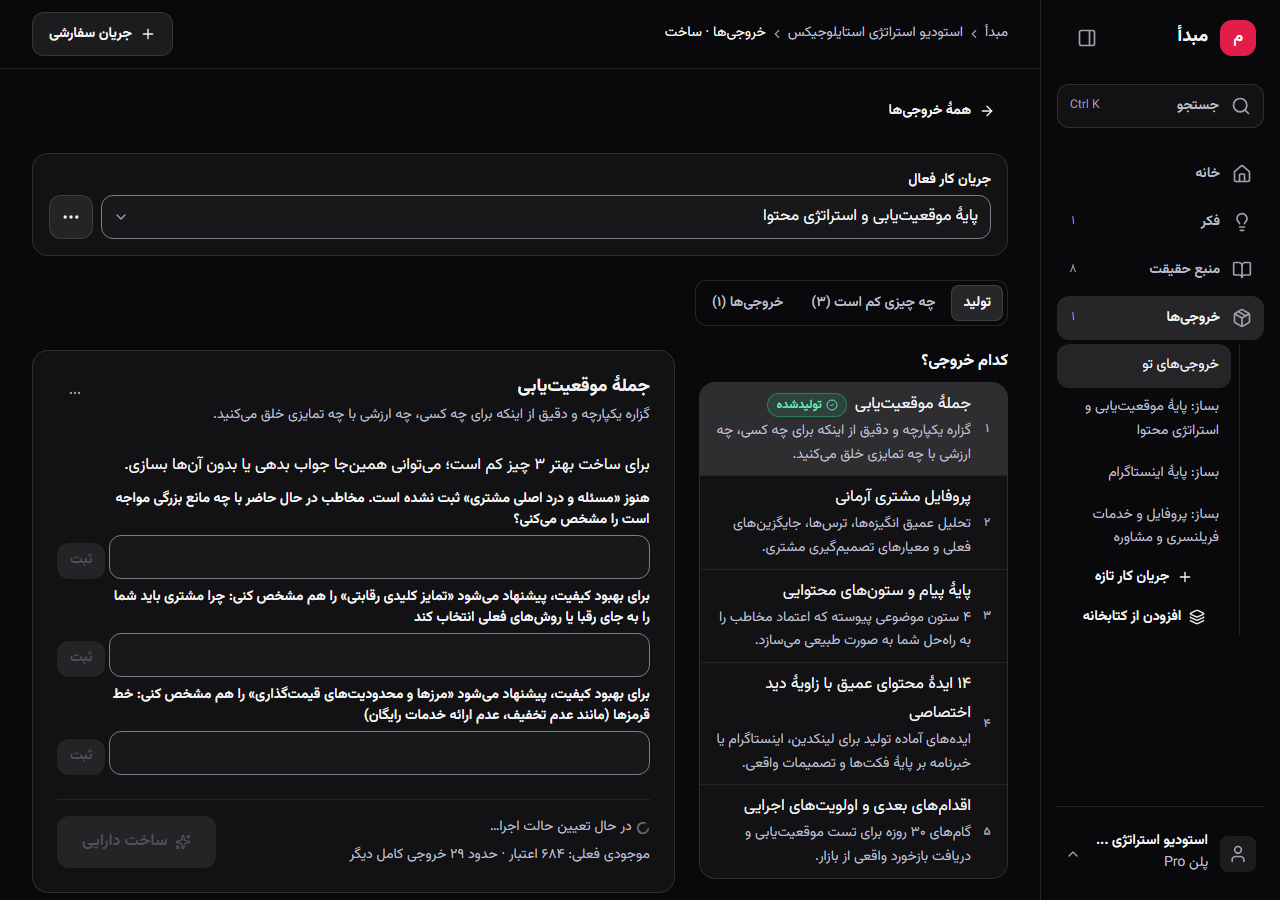 م
مبدأ
جستجو
Ctrl K
خانه
فکر
۱
منبع حقیقت
۸
خروجی‌ها
۱
خروجی‌های تو
بساز: پایهٔ موقعیت‌یابی و
استراتژی محتوا
بساز: پایهٔ اینستاگرام
بساز: پروفایل و خدمات
فریلنسری و مشاوره
جریان کار تازه
افزودن از کتابخانه
استودیو استراتژی ...
پلن Pro
مبدأ › استودیو استراتژی استایلوجیکس › خروجی‌ها · ساخت
جریان سفارشی
همهٔ خروجی‌ها
جریان کار فعال
پایهٔ موقعیت‌یابی و استراتژی محتوا
تولید
چه چیزی کم است (۳)
خروجی‌ها (۱)
کدام خروجی؟
۱
جملهٔ موقعیت‌یابی
تولیدشده
گزاره یکپارچه و دقیق از اینکه برای چه کسی، چه
ارزشی با چه تمایزی خلق می‌کنید.
۲
پروفایل مشتری آرمانی
تحلیل عمیق انگیزه‌ها، ترس‌ها، جایگزین‌های
فعلی و معیارهای تصمیم‌گیری مشتری.
۳
پایهٔ پیام و ستون‌های محتوایی
۴ ستون موضوعی پیوسته که اعتماد مخاطب را
به راه‌حل شما به صورت طبیعی می‌سازد.
۴
۱۴ ایدهٔ محتوای عمیق با زاویهٔ دید
اختصاصی
ایده‌های آماده تولید برای لینکدین، اینستاگرام یا
خبرنامه بر پایهٔ فکت‌ها و تصمیمات واقعی.
۵
اقدام‌های بعدی و اولویت‌های اجرایی
گام‌های ۳۰ روزه برای تست موقعیت‌یابی و
دریافت بازخورد واقعی از بازار.
جملهٔ موقعیت‌یابی
گزاره یکپارچه و دقیق از اینکه برای چه کسی، چه ارزشی با چه تمایزی خلق می‌کنید.
برای ساخت بهتر ۳ چیز کم است؛ می‌توانی همین‌جا جواب بدهی یا بدون آن‌ها بسازی.
هنوز «مسئله و درد اصلی مشتری» ثبت نشده است. مخاطب در حال حاضر با چه مانع بزرگی مواجه
است را مشخص می‌کنی؟
ثبت
برای بهبود کیفیت، پیشنهاد می‌شود «تمایز کلیدی رقابتی» را هم مشخص کنی: چرا مشتری باید شما
را به جای رقبا یا روش‌های فعلی انتخاب کند
ثبت
برای بهبود کیفیت، پیشنهاد می‌شود «مرزها و محدودیت‌های قیمت‌گذاری» را هم مشخص کنی: خط
قرمزها (مانند عدم تخفیف، عدم ارائه خدمات رایگان)
ثبت
در حال تعیین حالت اجرا...
موجودی فعلی: ۶۸۴ اعتبار · حدود ۲۹ خروجی کامل دیگر
ساخت دارایی